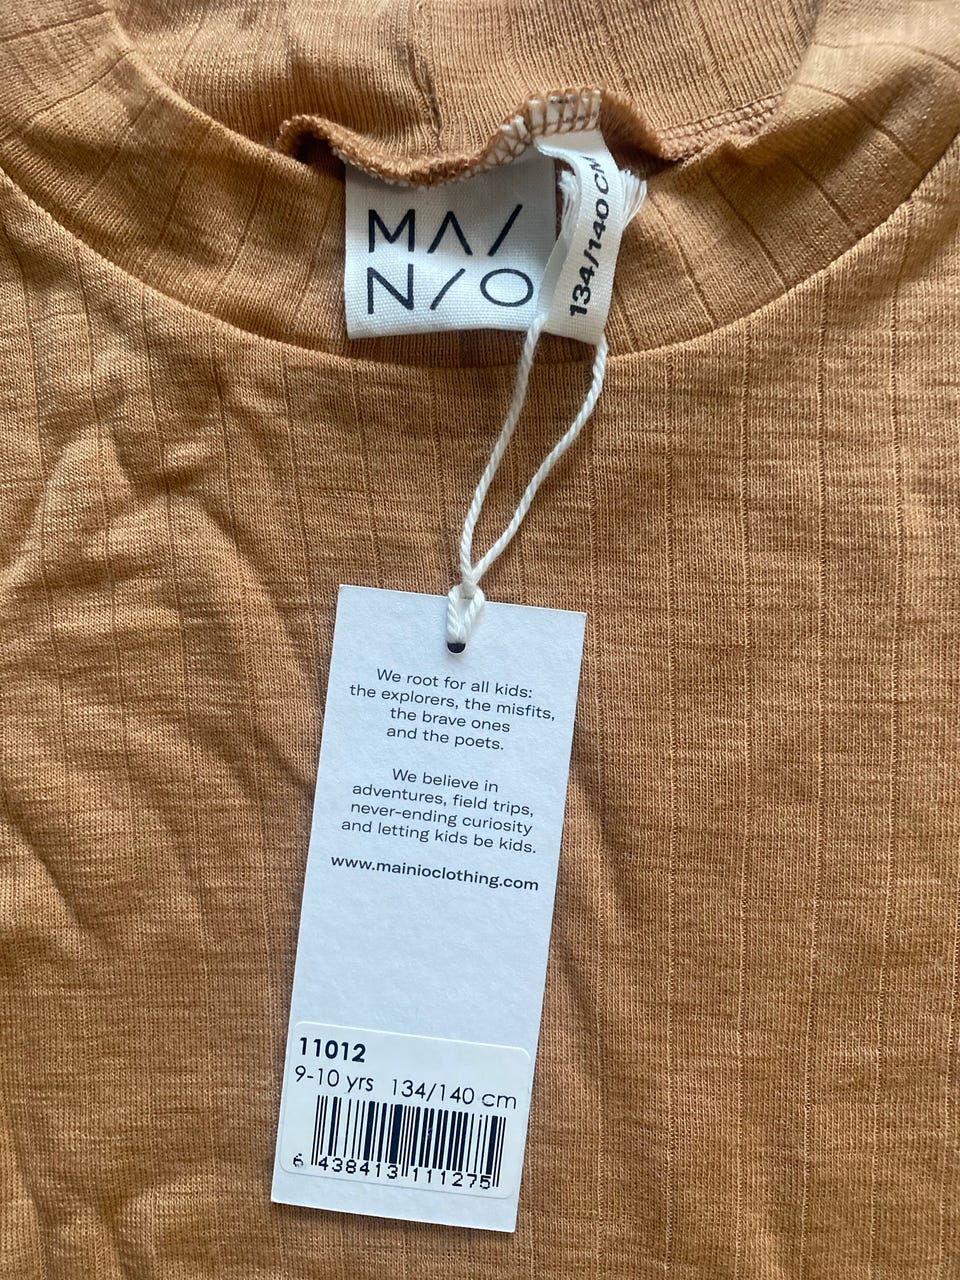 MA/
N/O
134/140 CM
We root for all kids:
the explorers, the misfits,
the brave ones
and the poets.
We believe in
adventures, field trips,
never-ending curiosity
and letting kids be kids.
www.mainioclothing.com
11012
9-10 yrs 134/140 cm
6 438413 111275